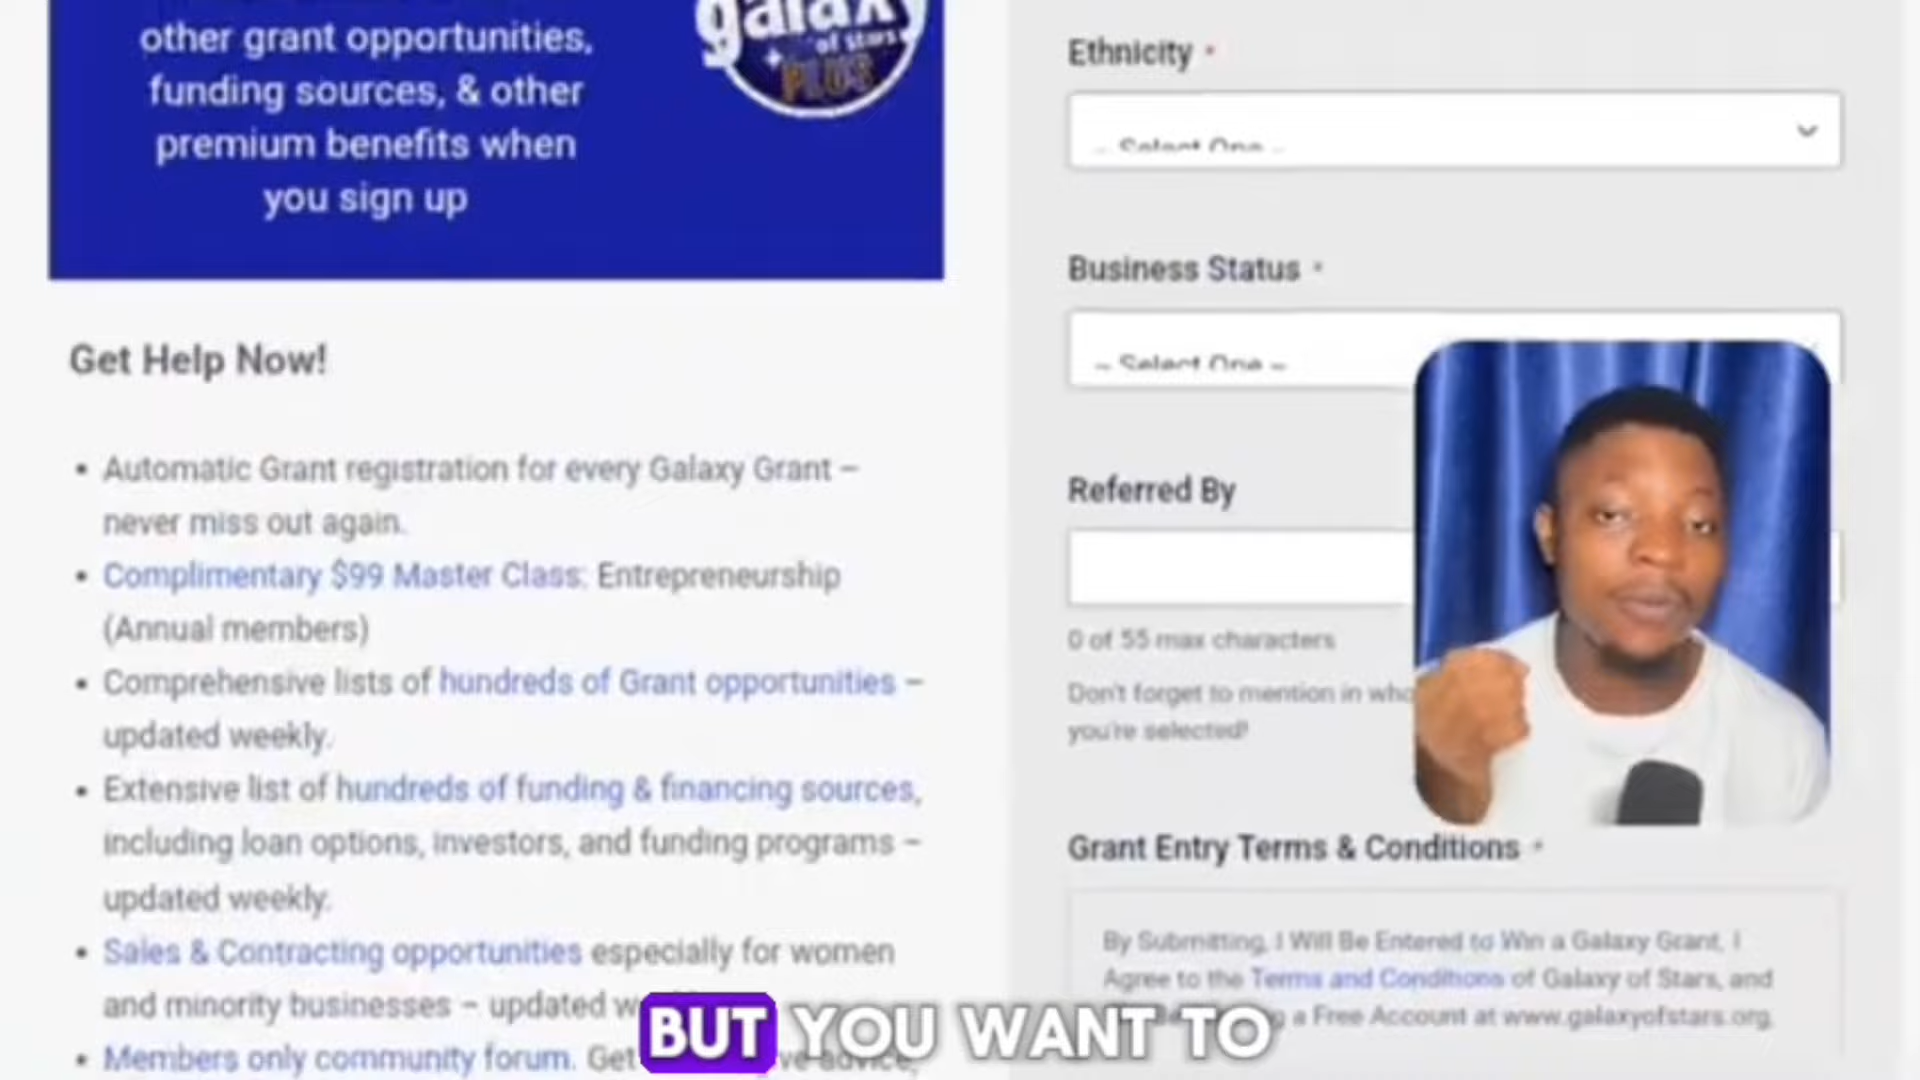 other grant opportunities,
funding sources, & other
premium benefits when
you sign up
galaxy
of stars
PLUS
Get Help Now!
• Automatic Grant registration for every Galaxy Grant –
never miss out again.
• Complimentary $99 Master Class: Entrepreneurship
(Annual members)
• Comprehensive lists of hundreds of Grant opportunities –
updated weekly.
• Extensive list of hundreds of funding & financing sources,
including loan options, investors, and funding programs –
updated weekly.
• Sales & Contracting opportunities especially for women
and minority businesses – updated
• Members only community forum. Get advice,
Ethnicity *
– Select One –
Business Status *
– Select One –
Referred By
0 of 55 max characters
Don't forget to mention in
you're selected!
Grant Entry Terms & Conditions *
By Submitting, I Will Be Entered to Win a Galaxy Grant, I
Agree to the Terms and Conditions of Galaxy of Stars, and
a Free Account at www.galaxyofstars.org.
BUT YOU WANT TO